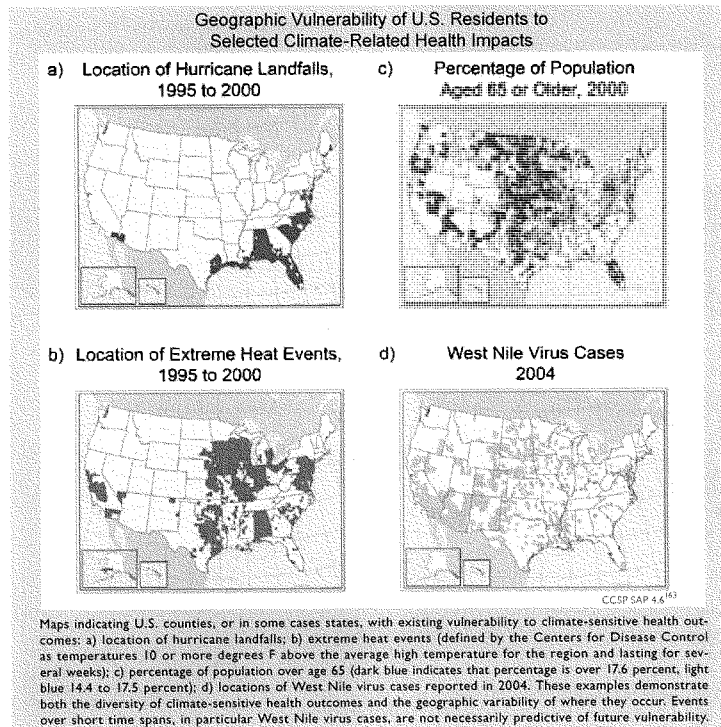 Geographic Vulnerability of U.S. Residents to
Selected Climate-Related Health Impacts
a) Location of Hurricane Landfalls,
1995 to 2000
c) Percentage of Population
Aged 65 or Older, 2000
b) Location of Extreme Heat Events,
1995 to 2000
d) West Nile Virus Cases
2004
CCSP SAP 4.6163
Maps indicating U.S. counties, or in some cases states, with existing vulnerability to climate-sensitive health out-
comes: a) location of hurricane landfalls; b) extreme heat events (defined by the Centers for Disease Control
as temperatures 10 or more degrees F above the average high temperature for the region and lasting for sev-
eral weeks); c) percentage of population over age 65 (dark blue indicates that percentage is over 17.6 percent, light
blue 14.4 to 17.5 percent); d) locations of West Nile virus cases reported in 2004. These examples demonstrate
both the diversity of climate-sensitive health outcomes and the geographic variability of where they occur. Events
over short time spans, in particular West Nile virus cases, are not necessarily predictive of future vulnerability.